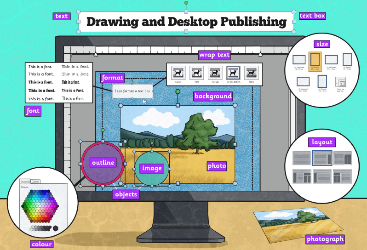 text
Drawing and Desktop Publishing
text box
size
wrap text
This is a font.
This is a font.
This is a font.
This is a font.
This is a font.
format
background
font
layout
outline
image
photo
objects
colour
photograph